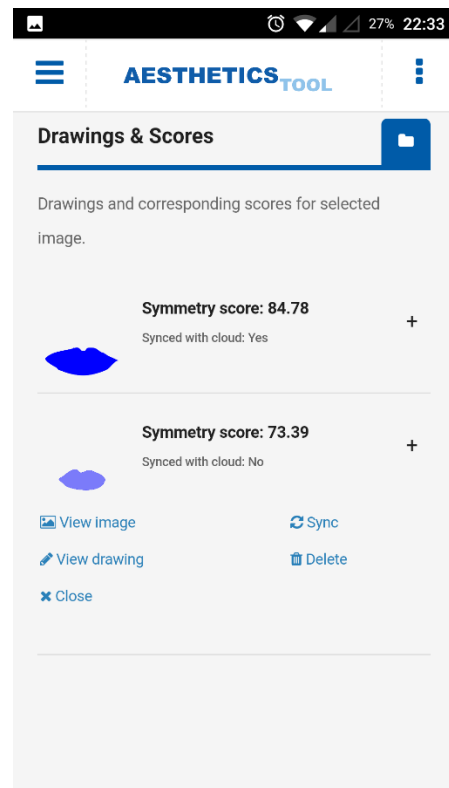 27% 22:33
AESTHETICS TOOL
Drawings & Scores
Drawings and corresponding scores for selected
image.
Symmetry score: 84.78
+
Synced with cloud: Yes
Symmetry score: 73.39
+
Synced with cloud: No
View image
Sync
View drawing
Delete
Close